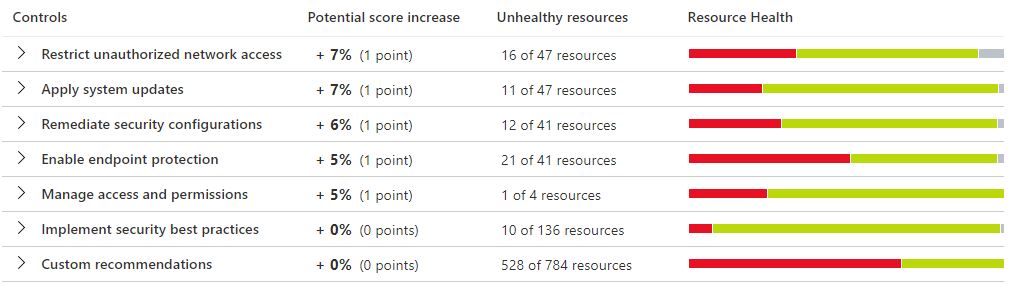 Controls Potential score increase Unhealthy resources Resource Health
Restrict unauthorized network access + 7% (1 point) 16 of 47 resources
Apply system updates + 7% (1 point) 11 of 47 resources
Remediate security configurations + 6% (1 point) 12 of 41 resources
Enable endpoint protection + 5% (1 point) 21 of 41 resources
Manage access and permissions + 5% (1 point) 1 of 4 resources
Implement security best practices + 0% (0 points) 10 of 136 resources
Custom recommendations + 0% (0 points) 528 of 784 resources